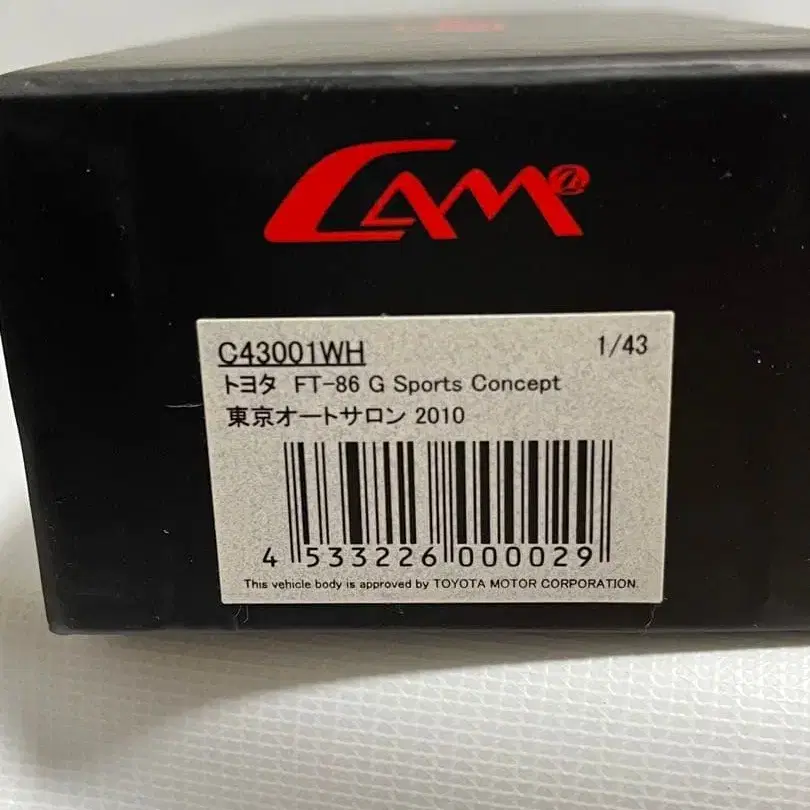 CAM@
C43001WH 1/43
トヨタ FT-86 G Sports Concept
東京オートサロン 2010
4 533226 000029
This vehicle body is approved by TOYOTA MOTOR CORPORATION.